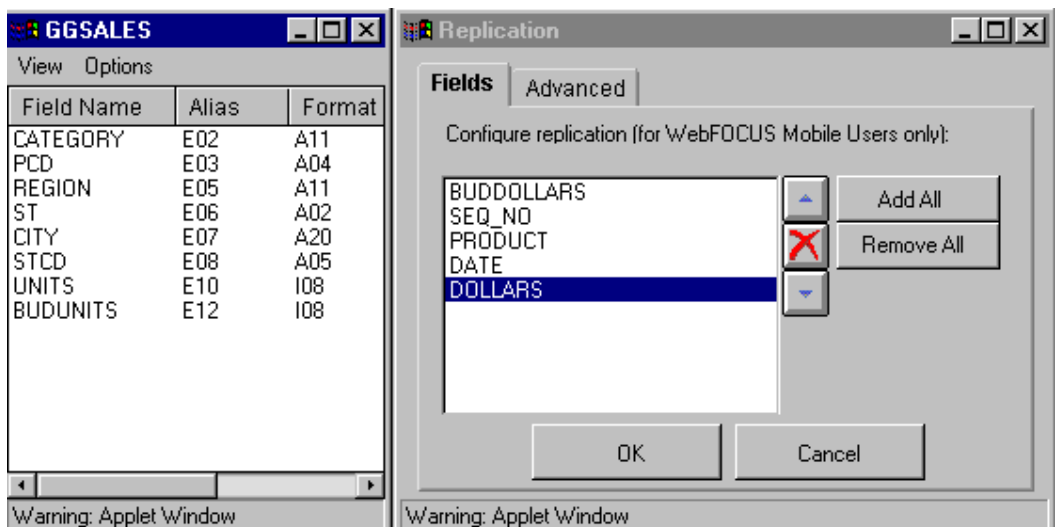 GGSALES
View Options
Field Name Alias Format
CATEGORY E02 A11
PCD E03 A04
REGION E05 A11
ST E06 A02
CITY E07 A20
STCD E08 A05
UNITS E10 I08
BUDUNITS E12 I08
Warning: Applet Window
Replication
Fields Advanced
Configure replication (for WebFOCUS Mobile Users only):
BUDDOLLARS
SEQ_NO
PRODUCT
DATE
DOLLARS
Add All
Remove All
OK Cancel
Warning: Applet Window